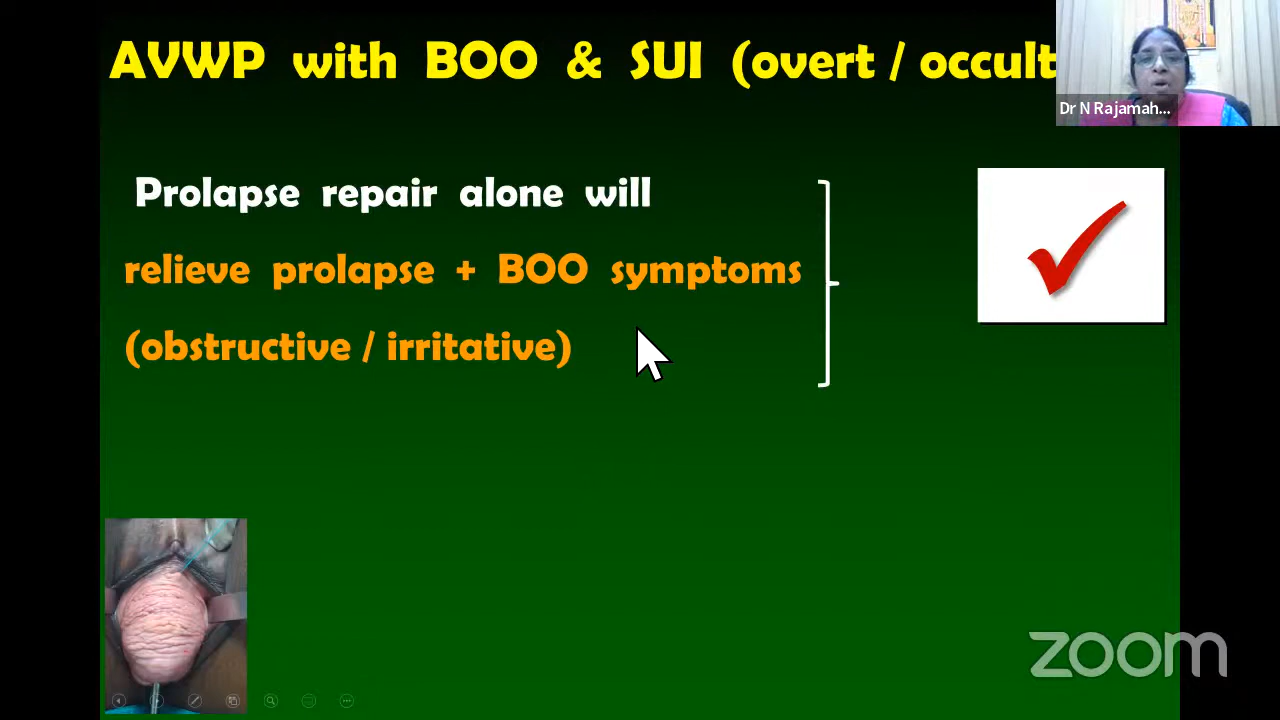 AVWP with BOO & SUI (overt / occult
Dr N Rajamah...
Prolapse repair alone will
relieve prolapse + BOO symptoms
(obstructive / irritative)
zoom